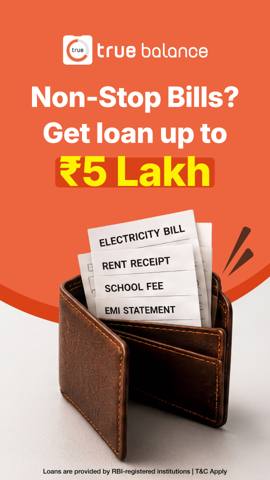 true
true balance
Non-Stop Bills?
Get loan up to
₹5 Lakh
ELECTRICITY BILL
RENT RECEIPT
SCHOOL FEE
EMI STATEMENT
Loans are provided by RBI-registered institutions | T&C Apply